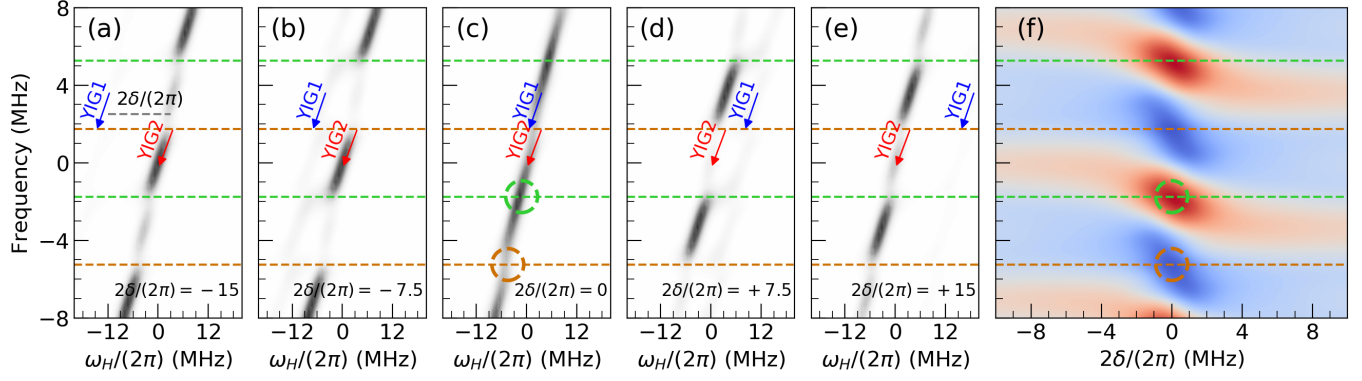 (a)
(b)
(c)
(d)
(e)
(f)
Frequency (MHz)
8
4
0
−4
−8
YIG1
2δ/(2π)
YIG2
2δ/(2π) = −15
−12 0 12
ω_H/(2π) (MHz)
YIG1
YIG2
2δ/(2π) = −7.5
−12 0 12
ω_H/(2π) (MHz)
YIG1
YIG2
2δ/(2π) = 0
−12 0 12
ω_H/(2π) (MHz)
YIG1
YIG2
2δ/(2π) = +7.5
−12 0 12
ω_H/(2π) (MHz)
YIG1
YIG2
2δ/(2π) = +15
−12 0 12
ω_H/(2π) (MHz)
−8 −4 0 4 8
2δ/(2π) (MHz)